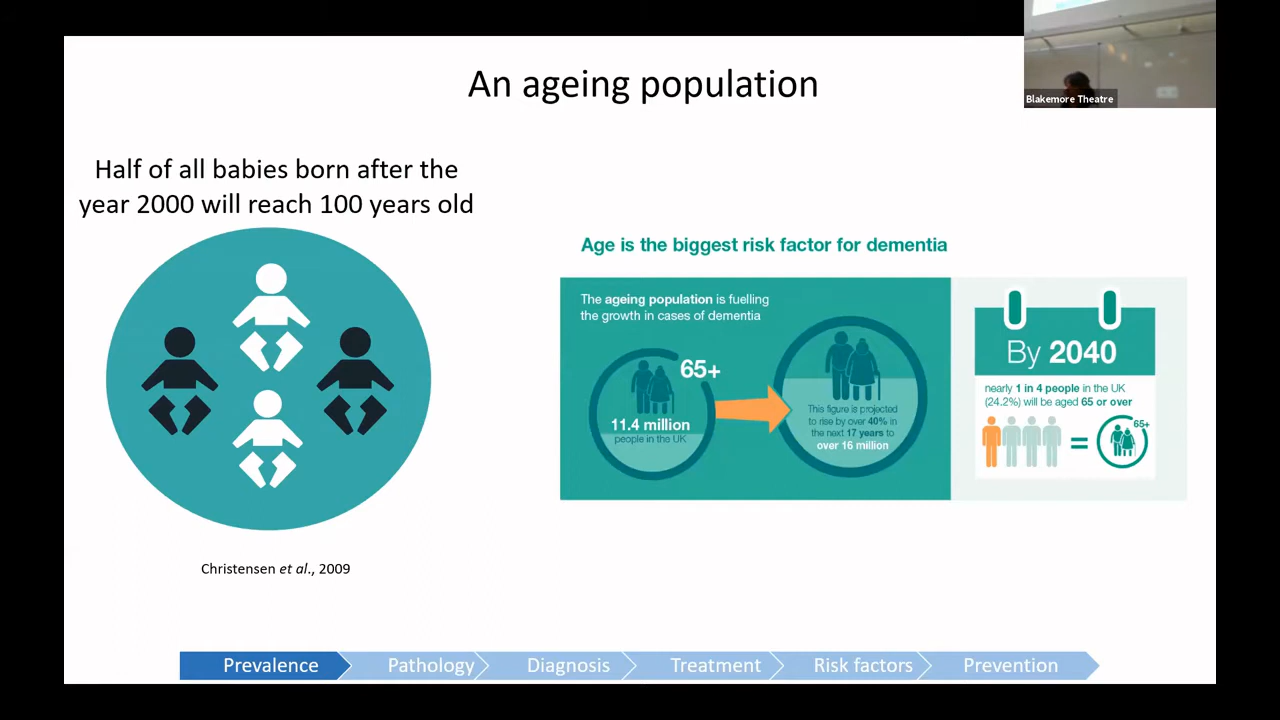 An ageing population
Blakemore Theatre
Half of all babies born after the
year 2000 will reach 100 years old
Christensen et al., 2009
Age is the biggest risk factor for dementia
The ageing population is fuelling
the growth in cases of dementia
65+
11.4 million
people in the UK
This figure is projected
to rise by over 40% in
the next 17 years to
over 16 million
By 2040
nearly 1 in 4 people in the UK
(24.2%) will be aged 65 or over
=
65+
Prevalence
Pathology
Diagnosis
Treatment
Risk factors
Prevention